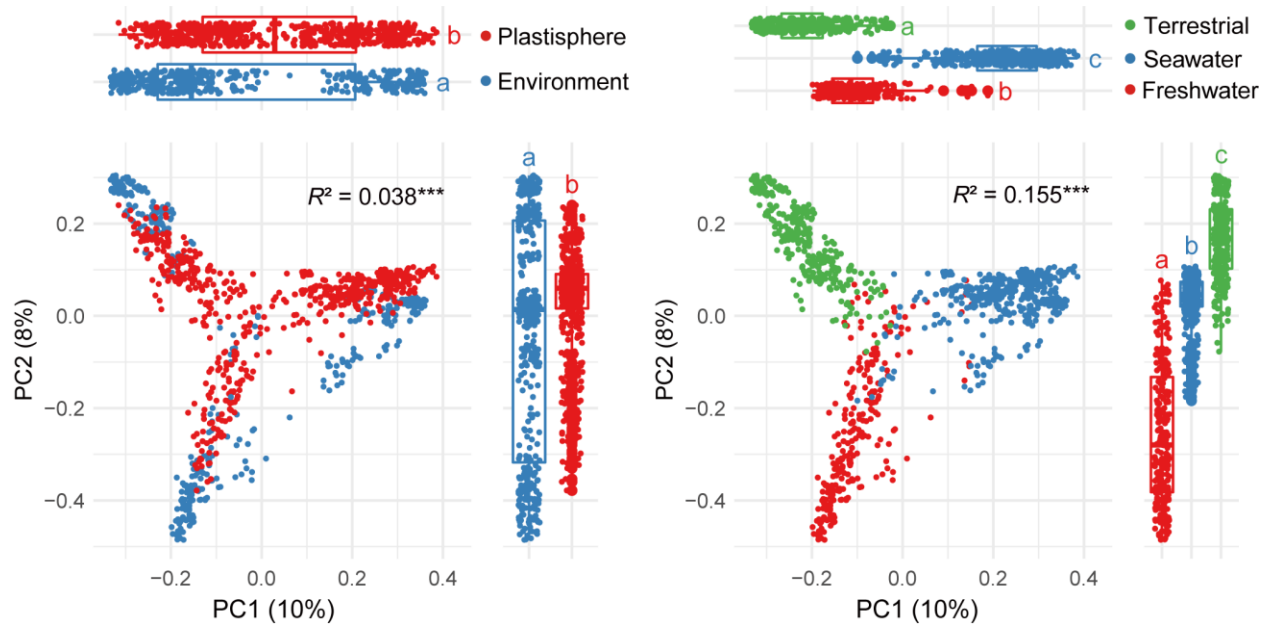 b
Plastisphere
a
Environment
a
Terrestrial
c
Seawater
b
Freshwater
R² = 0.038***
a
b
0.2
0.0
−0.2
−0.4
PC2 (8%)
−0.2
0.0
0.2
0.4
PC1 (10%)
R² = 0.155***
a
b
c
0.2
0.0
−0.2
−0.4
PC2 (8%)
−0.2
0.0
0.2
0.4
PC1 (10%)